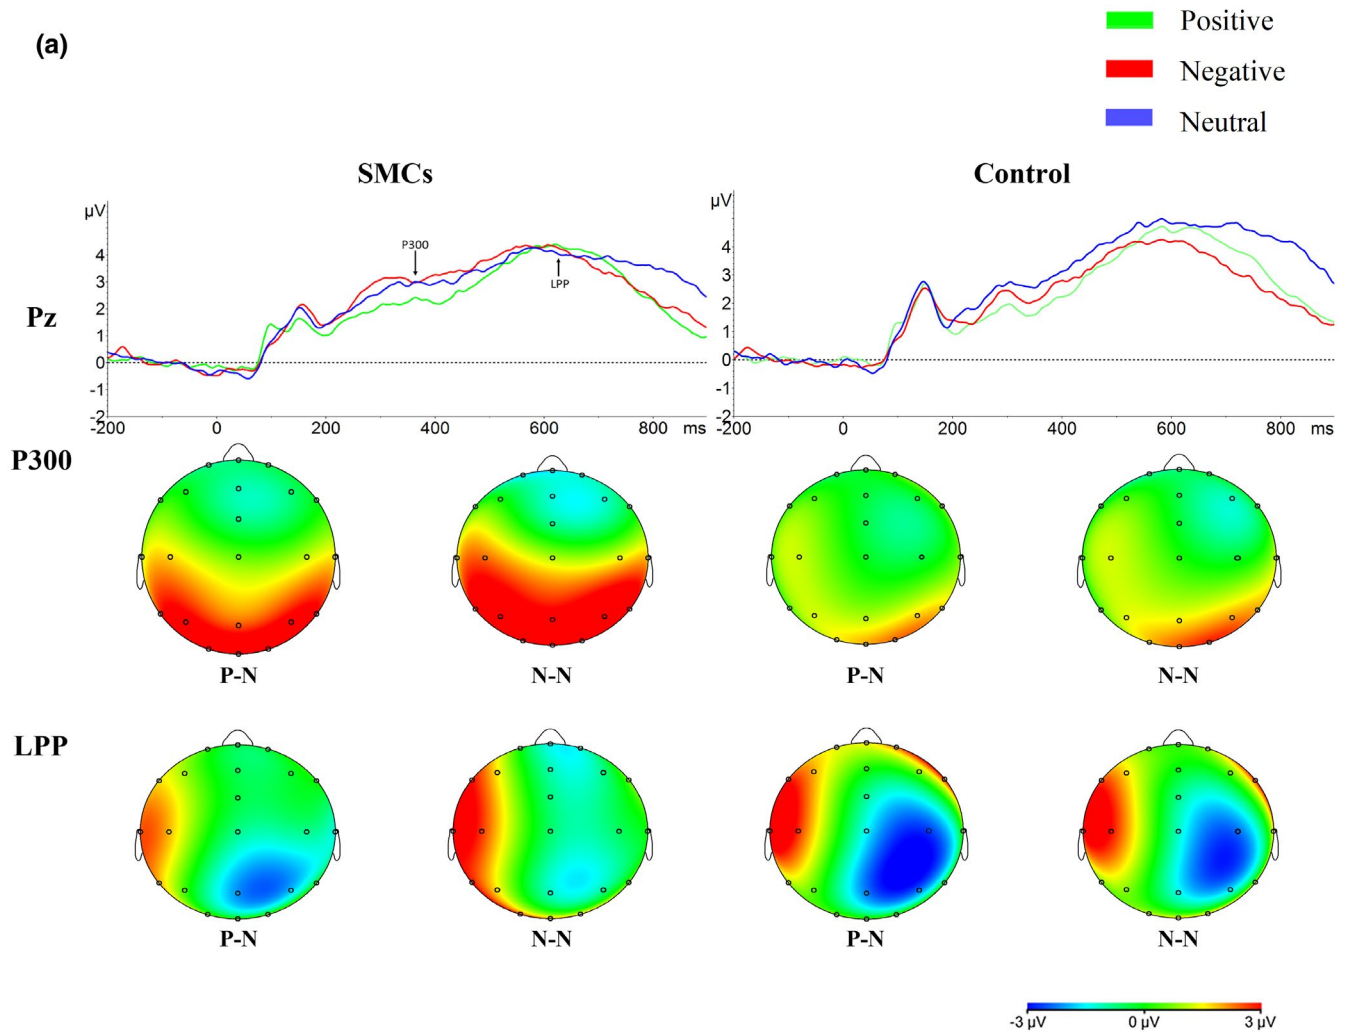 (a)
Positive
Negative
Neutral
SMCs
Control
Pz
µV
4
3
2
1
0
-1
-2
-200
0
200
400
600
800
ms
P300
LPP
µV
4
3
2
1
0
-1
-2
-200
0
200
400
600
800
ms
P300
P-N
N-N
P-N
N-N
LPP
P-N
N-N
P-N
N-N
-3 µV
0 µV
3 µV